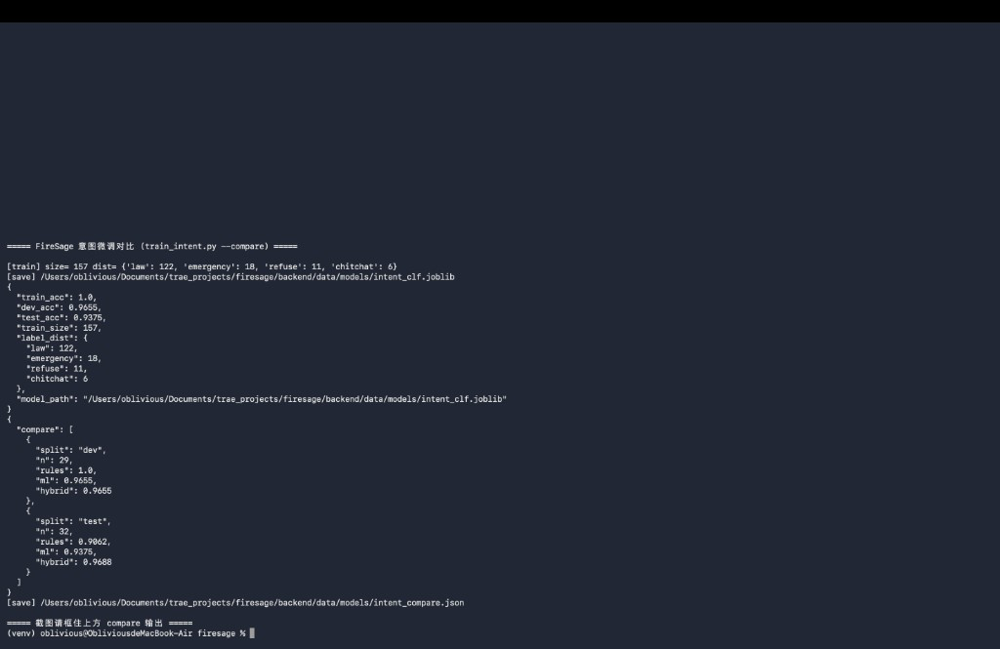 ===== FireSage 意图微调对比 (train_intent.py --compare) =====
[train] size= 157 dist= {'law': 122, 'emergency': 18, 'refuse': 11, 'chitchat': 6}
[save] /Users/oblivious/Documents/trae_projects/firesage/backend/data/models/intent_clf.joblib
{
  "train_acc": 1.0,
  "dev_acc": 0.9655,
  "test_acc": 0.9375,
  "train_size": 157,
  "label_dist": {
    "law": 122,
    "emergency": 18,
    "refuse": 11,
    "chitchat": 6
  },
  "model_path": "/Users/oblivious/Documents/trae_projects/firesage/backend/data/models/intent_clf.joblib"
}
{
  "compare": [
    {
      "split": "dev",
      "n": 29,
      "rules": 1.0,
      "ml": 0.9655,
      "hybrid": 0.9655
    },
    {
      "split": "test",
      "n": 32,
      "rules": 0.9062,
      "ml": 0.9375,
      "hybrid": 0.9688
    }
  ]
}
[save] /Users/oblivious/Documents/trae_projects/firesage/backend/data/models/intent_compare.json
===== 截图请框住上方 compare 输出 =====
(venv) oblivious@ObliviousdeMacBook-Air firesage %